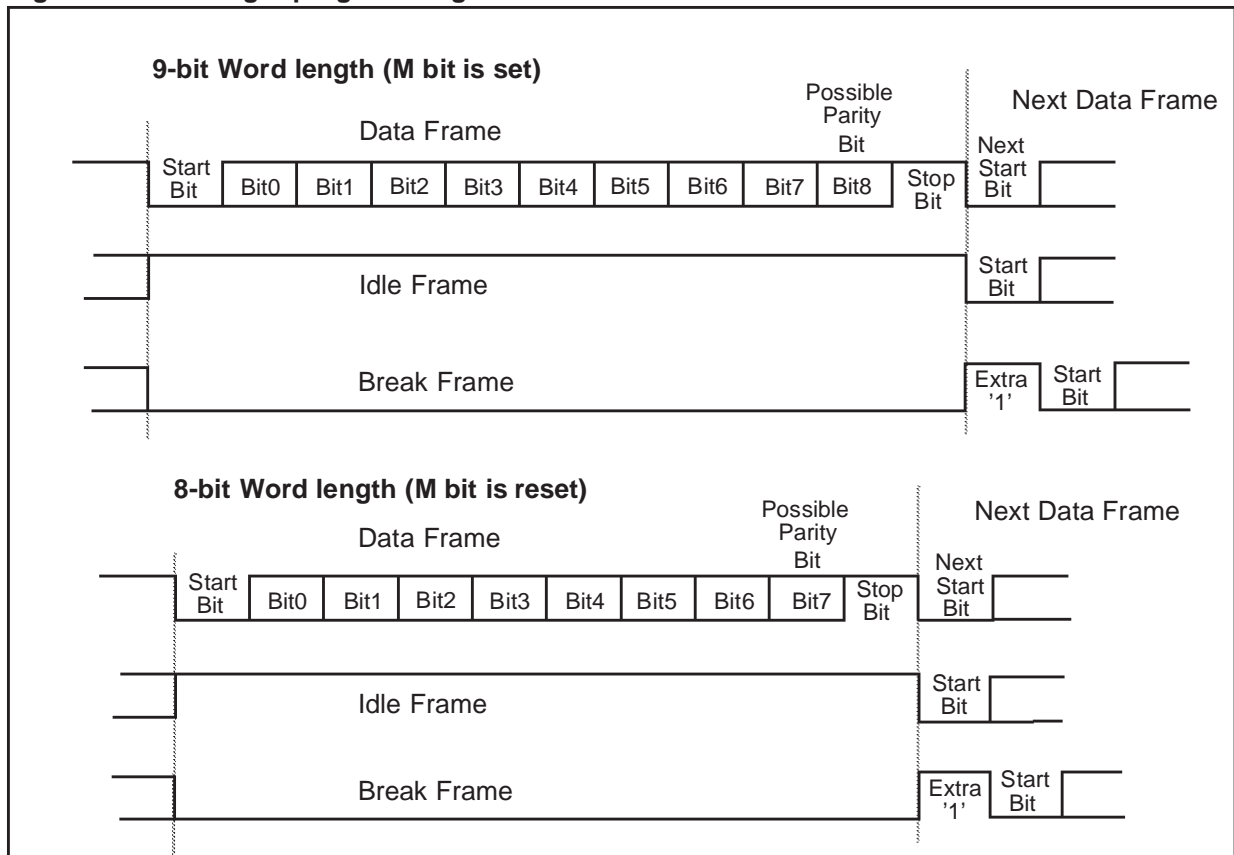 9-bit Word length (M bit is set)
Possible
Parity
Bit
Next Data Frame
Data Frame
Next
Start
Bit
Start
Bit
Bit0 Bit1 Bit2 Bit3 Bit4 Bit5 Bit6 Bit7 Bit8
Stop
Bit
Idle Frame
Start
Bit
Break Frame
Extra
'1'
Start
Bit
8-bit Word length (M bit is reset)
Possible
Parity
Bit
Next Data Frame
Data Frame
Next
Start
Bit
Start
Bit
Bit0 Bit1 Bit2 Bit3 Bit4 Bit5 Bit6 Bit7
Stop
Bit
Idle Frame
Start
Bit
Break Frame
Extra
'1'
Start
Bit